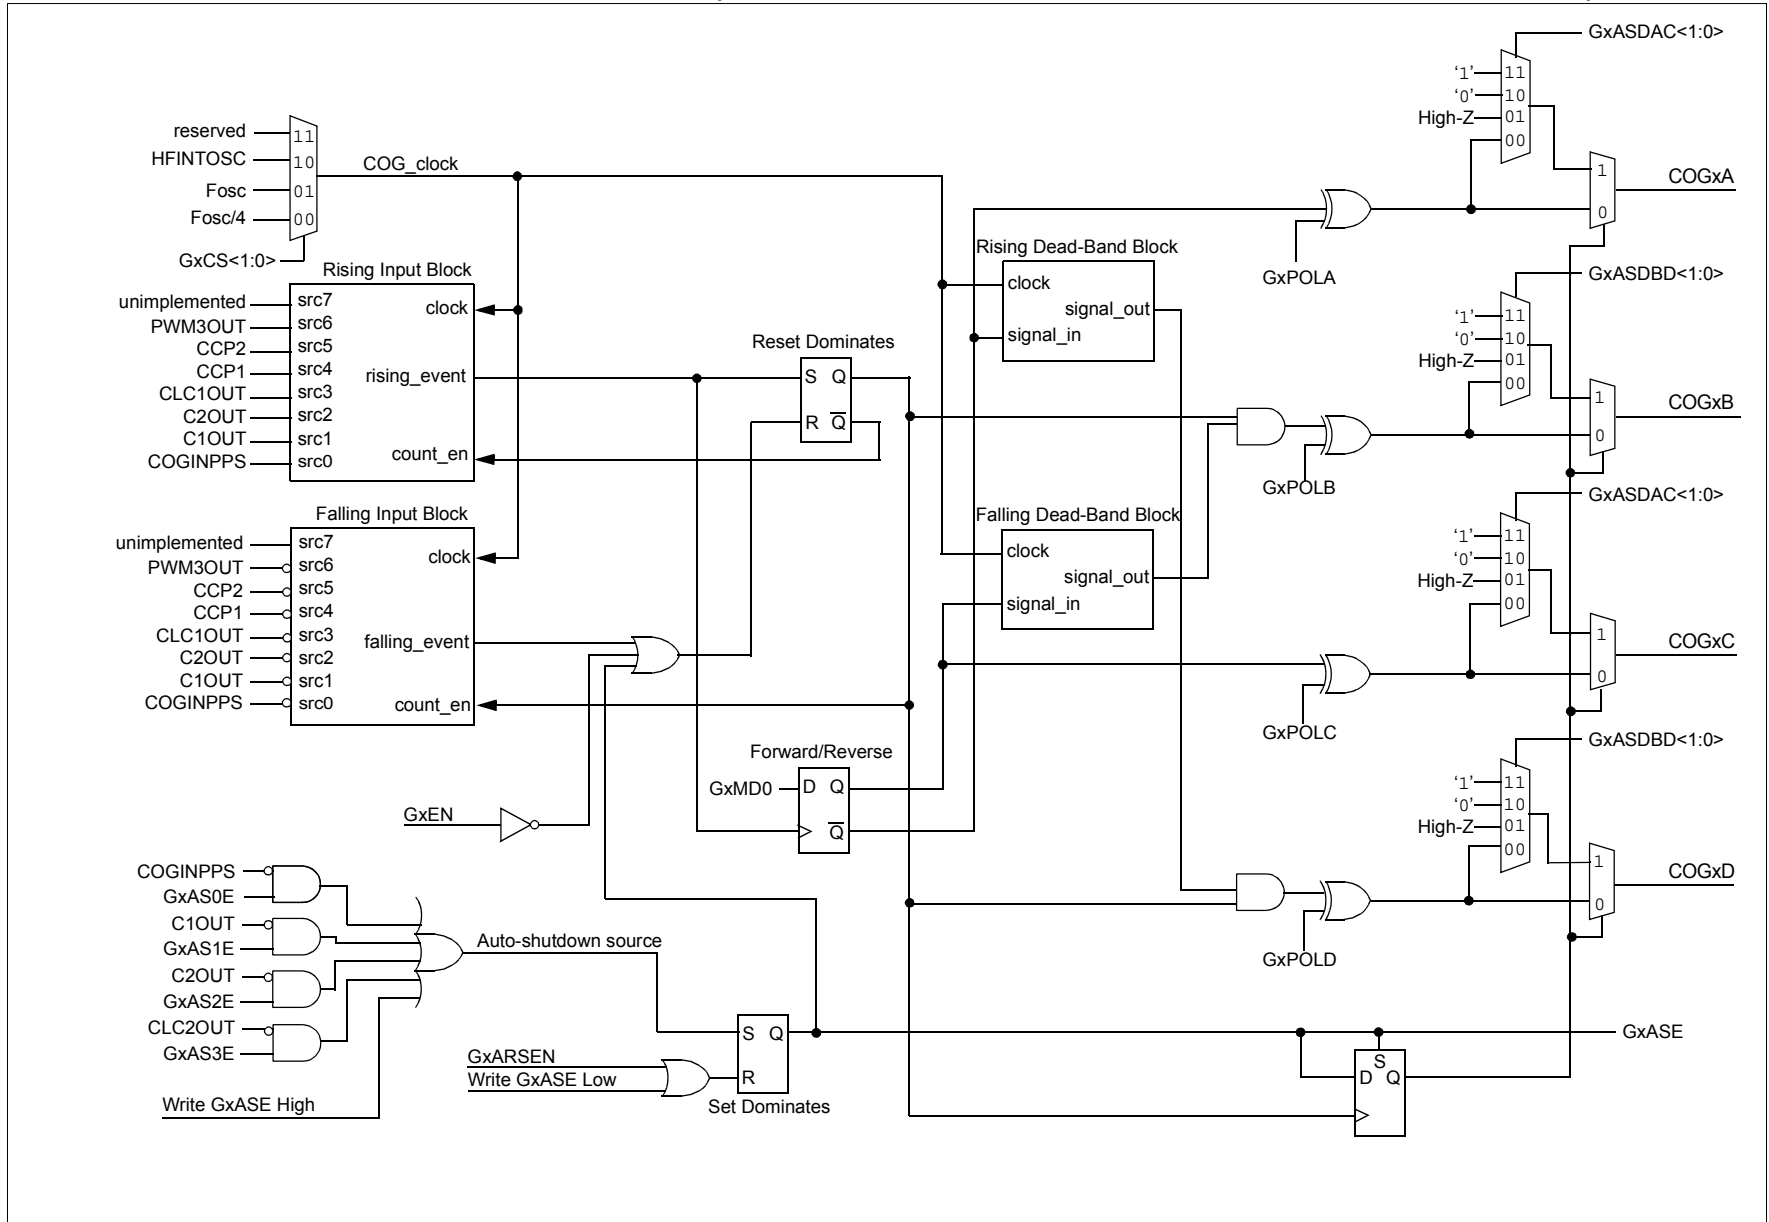 GxASDAC<1:0>
'1' 11
'0' 10
High-Z 01
00
1
COGxA
0
GxPOLA
reserved 11
HFINTOSC 10
Fosc 01
Fosc/4 00
GxCS<1:0>
COG_clock
Rising Input Block
unimplemented src7
PWM3OUT src6
CCP2 src5
CCP1 src4
CLC1OUT src3
C2OUT src2
C1OUT src1
COGINPPS src0
clock
rising_event
count_en
Reset Dominates
S Q
R Q
Rising Dead-Band Block
clock
signal_out
signal_in
GxASDBD<1:0>
'1' 11
'0' 10
High-Z 01
00
1
COGxB
0
GxPOLB
Falling Input Block
unimplemented src7
PWM3OUT src6
CCP2 src5
CCP1 src4
CLC1OUT src3
C2OUT src2
C1OUT src1
COGINPPS src0
clock
falling_event
count_en
Falling Dead-Band Block
clock
signal_out
signal_in
GxASDAC<1:0>
'1' 11
'0' 10
High-Z 01
00
1
COGxC
0
GxPOLC
Forward/Reverse
GxMD0
D Q
Q
GxEN
GxASDBD<1:0>
'1' 11
'0' 10
High-Z 01
00
1
COGxD
0
GxPOLD
COGINPPS
GxAS0E
C1OUT
GxAS1E
C2OUT
GxAS2E
CLC2OUT
GxAS3E
Write GxASE High
Auto-shutdown source
GxARSEN
Write GxASE Low
S Q
R
Set Dominates
GxASE
S
D Q